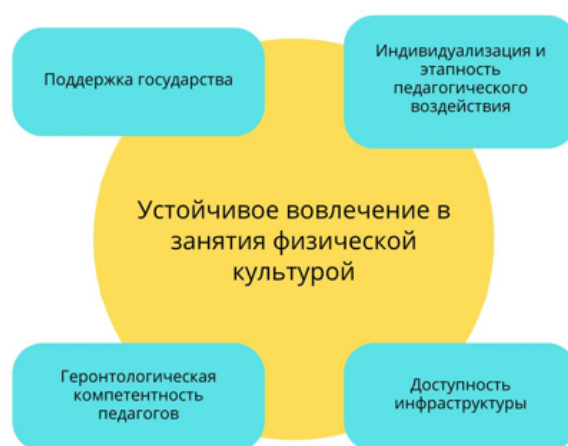 Поддержка государства
Индивидуализация и
этапность
педагогического
воздействия
Устойчивое вовлечение в
занятия физической
культурой
Геронтологическая
компетентность
педагогов
Доступность
инфраструктуры